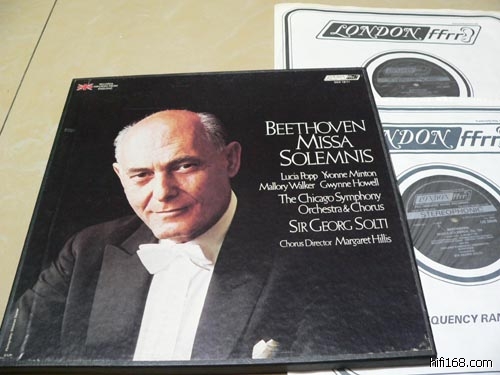 LONDON ffrr
LONDON
BEETHOVEN
MISSA
SOLEMNIS
Lucia Popp Yvonne Minton
Mallory Walker Gwynne Howell
The Chicago Symphony
Orchestra & Chorus
SIR GEORG SOLTI
Chorus Director Margaret Hillis
LONDON ffrr
STEREOPHONIC
QUENCY RAN
hifi168.com